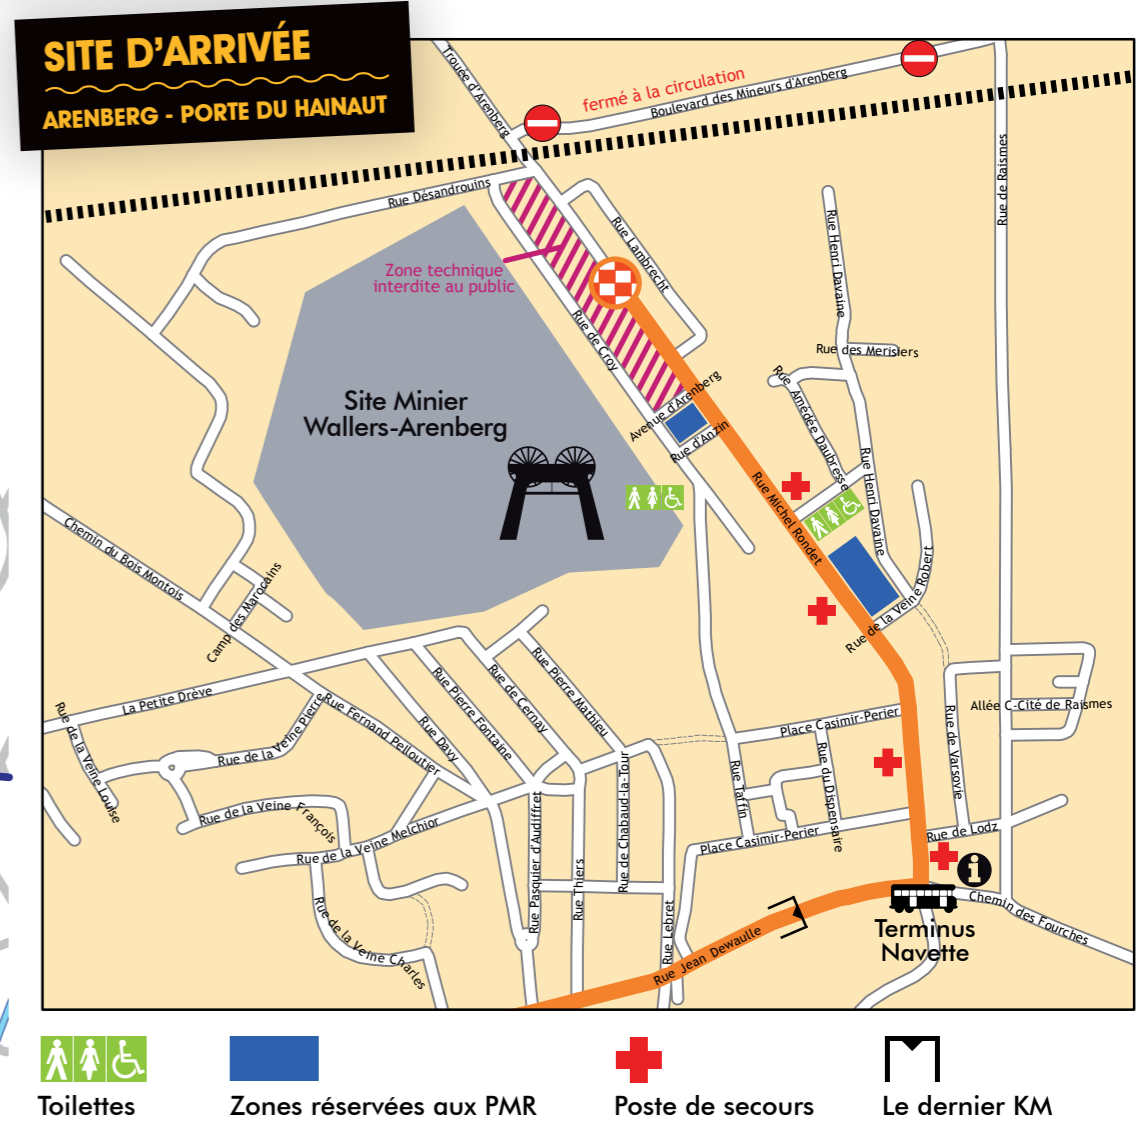 SITE D'ARRIVÉE
ARENBERG - PORTE DU HAINAUT
Trouée d'Arenberg
fermé à la circulation
Boulevard des Mineurs d'Arenberg
Rue de Raismes
Rue Désandrouins
Rue Lambrecht
Rue Henri Davaine
Zone technique
interdite au public
Rue de Croy
Rue des Merisiers
Avenue d'Arenberg
Rue Amédée Daubresse
Site Minier
Wallers-Arenberg
Rue d'Anzin
Rue Michel Rondet
Rue Henri Davaine
Chemin du Bois Montois
Camp des Marocains
Rue de la Veine Robert
La Petite Drève
Rue de la Veine Louise
Rue de la Veine Pierre
Rue Fernand Pelloutier
Rue Davy
Rue Pierre Fontaine
Rue de Cernay
Rue Pierre Mathieu
Place Casimir-Perier
Allée C-Cité de Raismes
Rue de Varsovie
Rue Taffin
Rue du Dispensaire
Rue de la Veine François
Rue de la Veine Melchior
Rue Pasquier d'Audiffret
Rue Thiers
Rue de Chabaud-la-Tour
Place Casimir-Perier
Rue de Lodz
Rue de la Veine Charles
Rue Lebret
Rue Jean Dewaulle
i
Chemin des Fourches
Terminus
Navette
Toilettes
Zones réservées aux PMR
Poste de secours
Le dernier KM